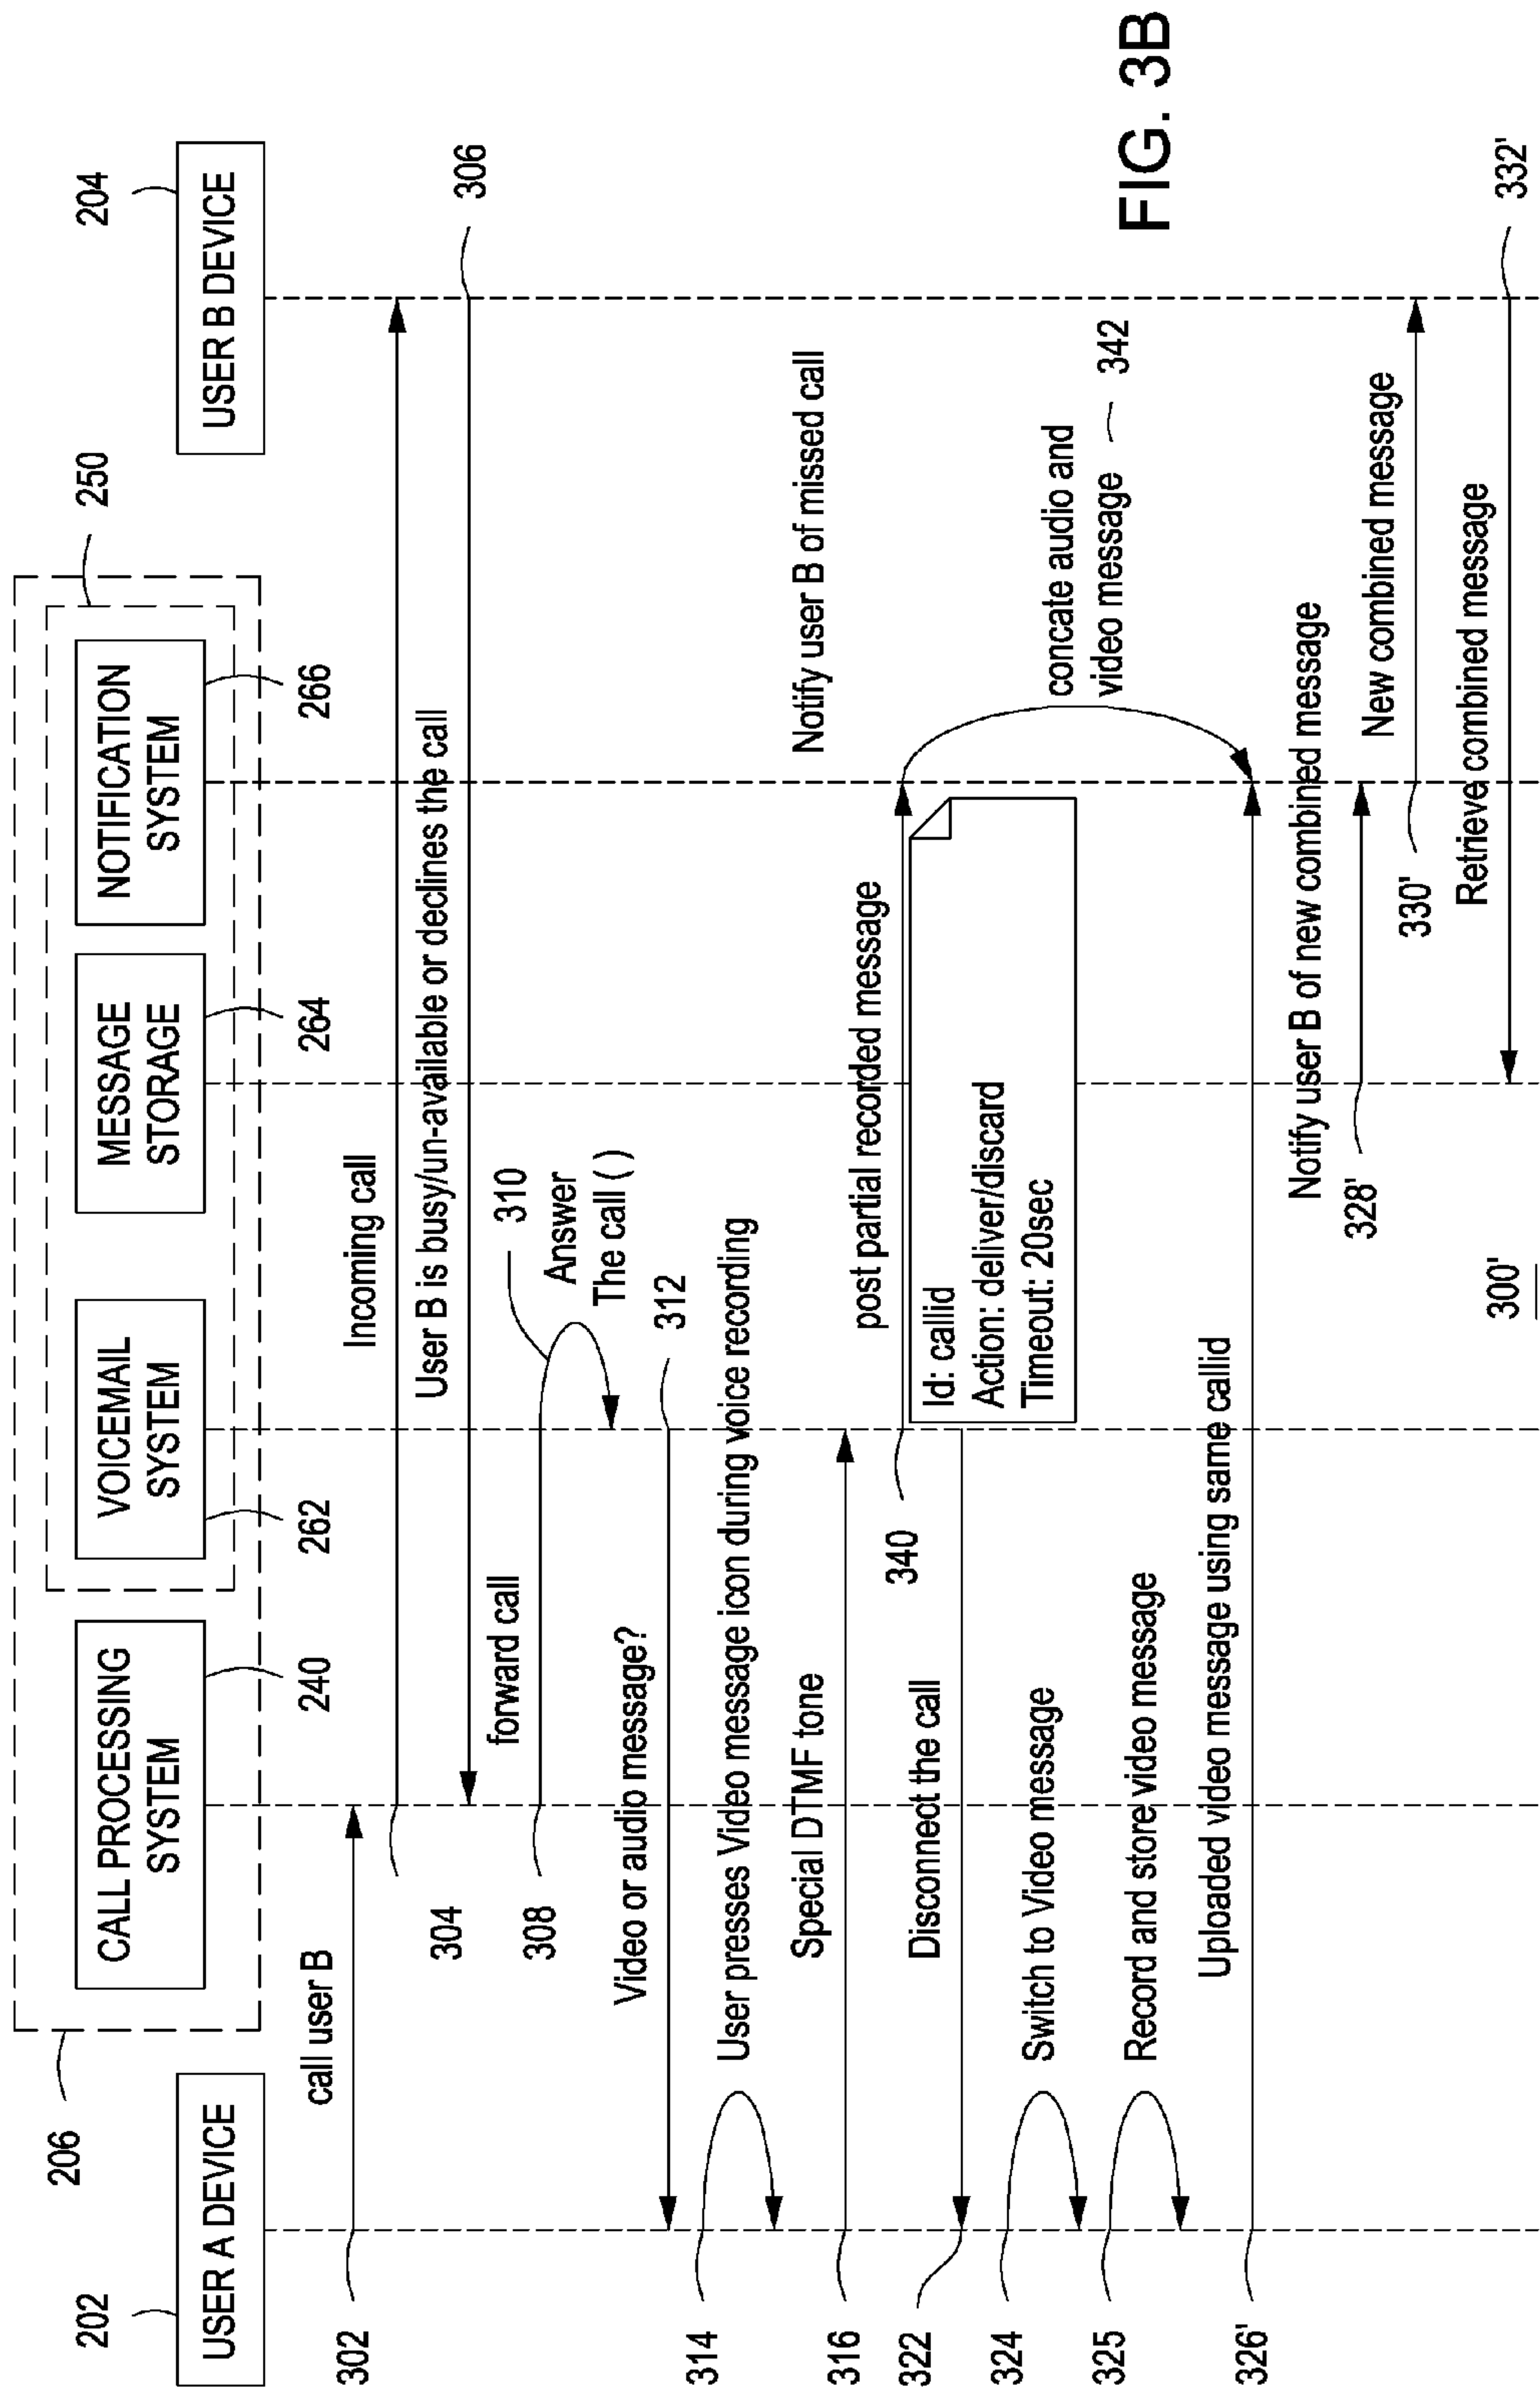 206
250
202
USER A DEVICE
CALL PROCESSING
SYSTEM
240
VOICEMAIL
SYSTEM
262
MESSAGE
STORAGE
264
NOTIFICATION
SYSTEM
266
204
USER B DEVICE
302
call user B
Incoming call
304
User B is busy/un-available or declines the call
306
forward call
308
310
Answer
The call ( )
Video or audio message?
312
314
User presses Video message icon during voice recording
316
Special DTMF tone
Notify user B of missed call
post partial recorded message
340
Id: callid
Action: deliver/discard
Timeout: 20sec
322
Disconnect the call
concate audio and
video message
342
324
Switch to Video message
325
Record and store video message
326'
Uploaded video message using same callid
Notify user B of new combined message
328'
New combined message
330'
Retrieve combined message
332'
300'
FIG. 3B